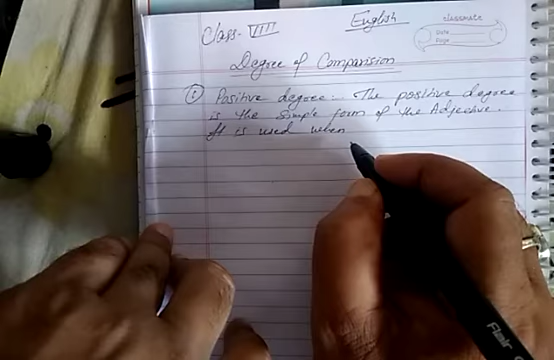 Class- VIII
English
classmate
Date
Page
Degree of Comparision
① Positive degree :- The positive degree
is the simple form of the Adjective.
It is used when
Flair